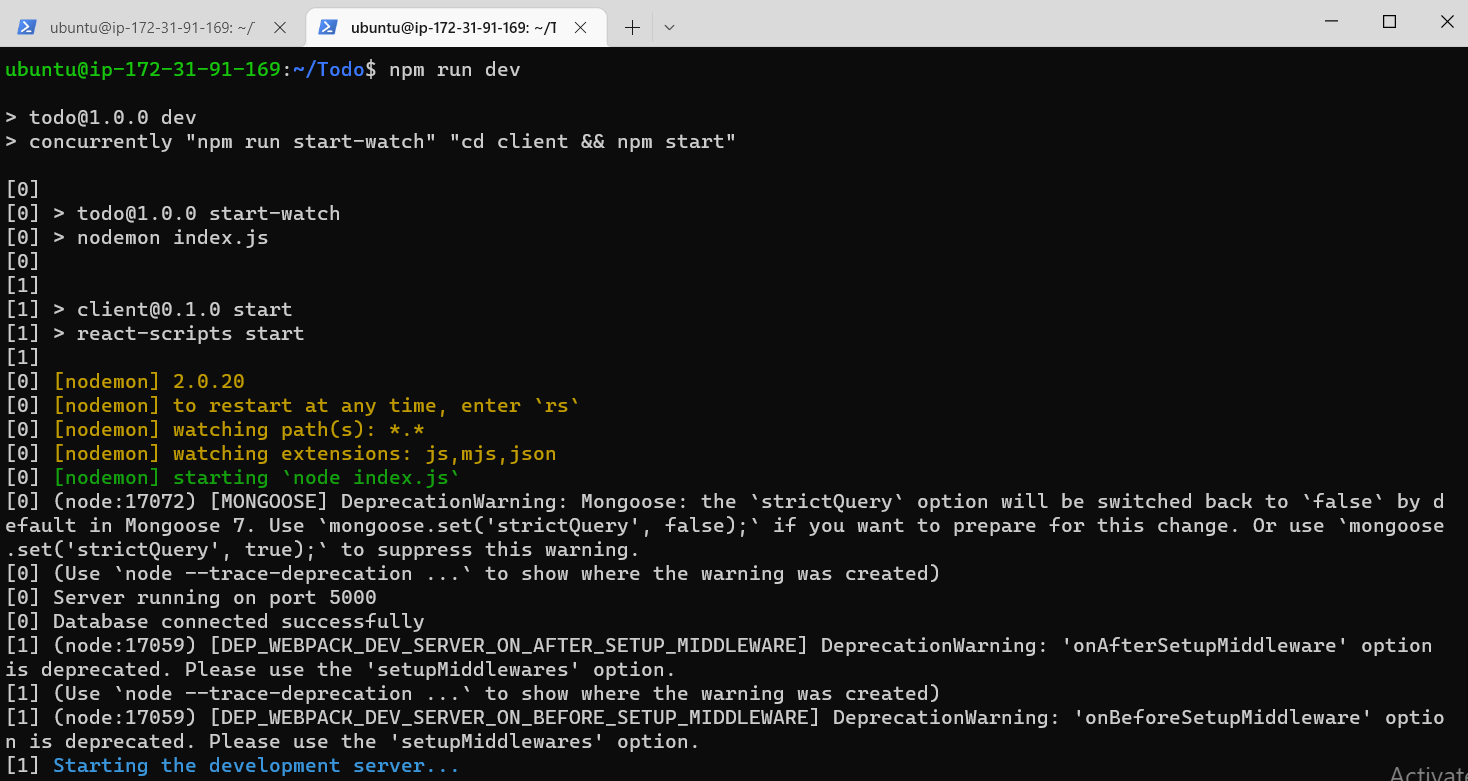 ubuntu@ip-172-31-91-169: ~/
ubuntu@ip-172-31-91-169: ~/T
ubuntu@ip-172-31-91-169:~/Todo$ npm run dev
> todo@1.0.0 dev
> concurrently "npm run start-watch" "cd client && npm start"
[0]
[0] > todo@1.0.0 start-watch
[0] > nodemon index.js
[0]
[1]
[1] > client@0.1.0 start
[1] > react-scripts start
[1]
[0] [nodemon] 2.0.20
[0] [nodemon] to restart at any time, enter `rs`
[0] [nodemon] watching path(s): *.*
[0] [nodemon] watching extensions: js,mjs,json
[0] [nodemon] starting `node index.js`
[0] (node:17072) [MONGOOSE] DeprecationWarning: Mongoose: the `strictQuery` option will be switched back to `false` by d
efault in Mongoose 7. Use `mongoose.set('strictQuery', false);` if you want to prepare for this change. Or use `mongoose
.set('strictQuery', true);` to suppress this warning.
[0] (Use `node --trace-deprecation ...` to show where the warning was created)
[0] Server running on port 5000
[0] Database connected successfully
[1] (node:17059) [DEP_WEBPACK_DEV_SERVER_ON_AFTER_SETUP_MIDDLEWARE] DeprecationWarning: 'onAfterSetupMiddleware' option
is deprecated. Please use the 'setupMiddlewares' option.
[1] (Use `node --trace-deprecation ...` to show where the warning was created)
[1] (node:17059) [DEP_WEBPACK_DEV_SERVER_ON_BEFORE_SETUP_MIDDLEWARE] DeprecationWarning: 'onBeforeSetupMiddleware' optio
n is deprecated. Please use the 'setupMiddlewares' option.
[1] Starting the development server...
Activat